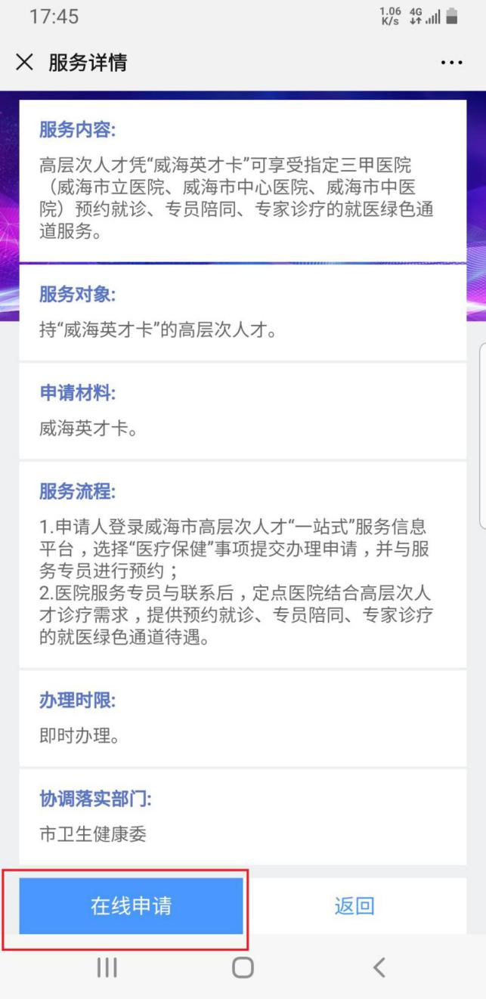 17:45
1.06 K/s 4G
服务详情
服务内容:
高层次人才凭“威海英才卡”可享受指定三甲医院
（威海市立医院、威海市中心医院、威海市中医
院）预约就诊、专员陪同、专家诊疗的就医绿色通
道服务。
服务对象:
持“威海英才卡”的高层次人才。
申请材料:
威海英才卡。
服务流程:
1.申请人登录威海市高层次人才“一站式”服务信息
平台，选择“医疗保健”事项提交办理申请，并与服
务专员进行预约；
2.医院服务专员与联系后，定点医院结合高层次人
才诊疗需求，提供预约就诊、专员陪同、专家诊疗
的就医绿色通道待遇。
办理时限:
即时办理。
协调落实部门:
市卫生健康委
在线申请
返回